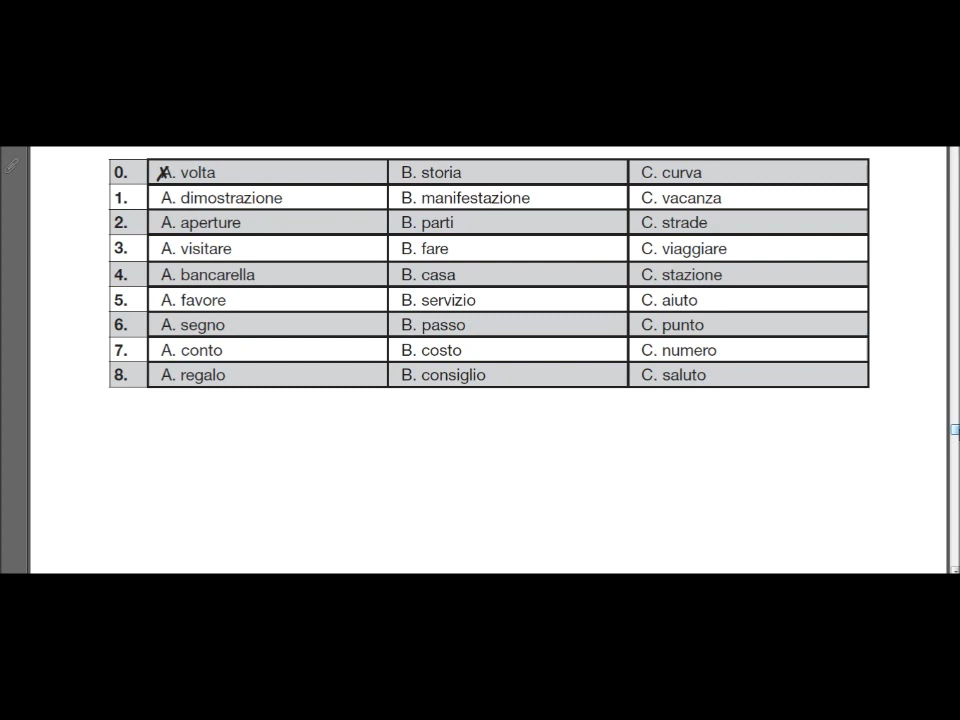 0. A. volta B. storia C. curva
1. A. dimostrazione B. manifestazione C. vacanza
2. A. aperture B. parti C. strade
3. A. visitare B. fare C. viaggiare
4. A. bancarella B. casa C. stazione
5. A. favore B. servizio C. aiuto
6. A. segno B. passo C. punto
7. A. conto B. costo C. numero
8. A. regalo B. consiglio C. saluto